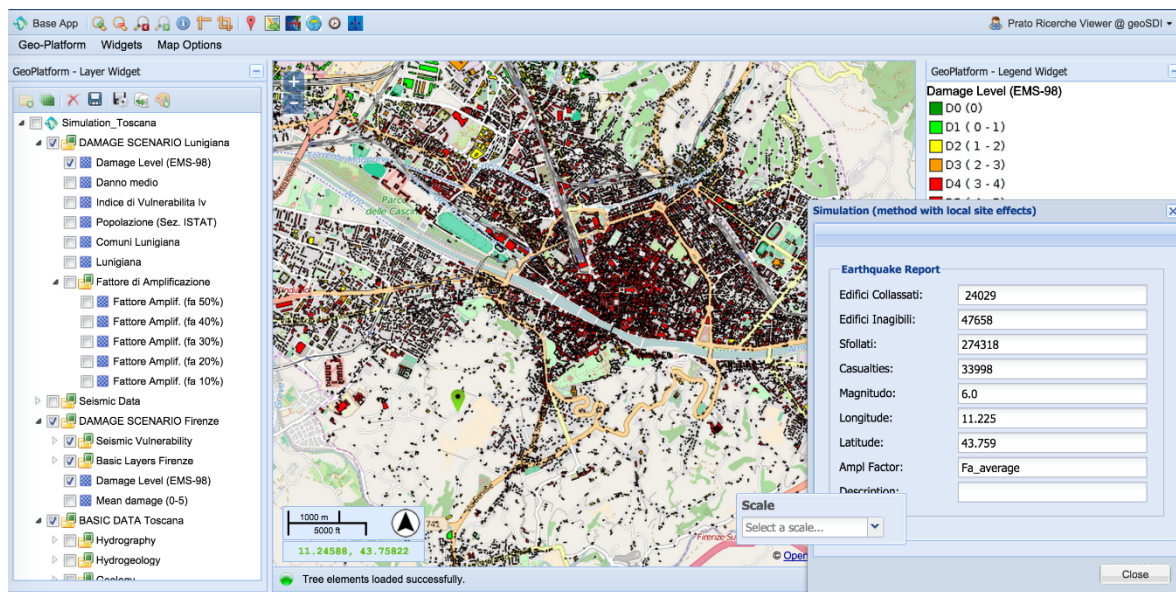 Base App
Prato Ricerche Viewer @ geoSDI
Geo-Platform Widgets Map Options
GeoPlatform - Layer Widget
Simulation_Toscana
DAMAGE SCENARIO Lunigiana
Damage Level (EMS-98)
Danno medio
Indice di Vulnerabilita Iv
Popolazione (Sez. ISTAT)
Comuni Lunigiana
Lunigiana
Fattore di Amplificazione
Fattore Amplif. (fa 50%)
Fattore Amplif. (fa 40%)
Fattore Amplif. (fa 30%)
Fattore Amplif. (fa 20%)
Fattore Amplif. (fa 10%)
Seismic Data
DAMAGE SCENARIO Firenze
Seismic Vulnerability
Basic Layers Firenze
Damage Level (EMS-98)
Mean damage (0-5)
BASIC DATA Toscana
Hydrography
Hydrogeology
Geology
Parco
delle Cascine
1000 m
5000 ft
741
11.24588, 43.75822
Viabenabe
Firenze Su
© Open
Tree elements loaded successfully.
GeoPlatform - Legend Widget
Damage Level (EMS-98)
D0 (0)
D1 ( 0 - 1)
D2 ( 1 - 2)
D3 ( 2 - 3)
D4 ( 3 - 4)
Simulation (method with local site effects)
Earthquake Report
Edifici Collassati: 24029
Edifici Inagibili: 47658
Sfollati: 274318
Casualties: 33998
Magnitudo: 6.0
Longitude: 11.225
Latitude: 43.759
Ampl Factor: Fa_average
Description:
Scale
Select a scale...
Close